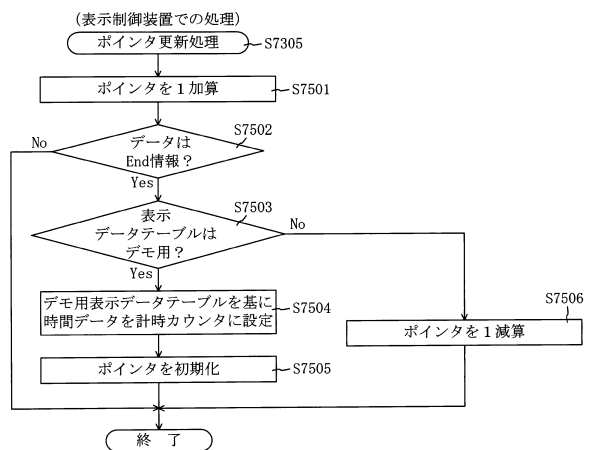 （表示制御装置での処理）
ポインタ更新処理
S7305
ポインタを１加算
S7501
データは
End情報？
S7502
No
Yes
表示
データテーブルは
デモ用？
S7503
No
Yes
デモ用表示データテーブルを基に
時間データを計時カウンタに設定
S7504
ポインタを１減算
S7506
ポインタを初期化
S7505
終　了